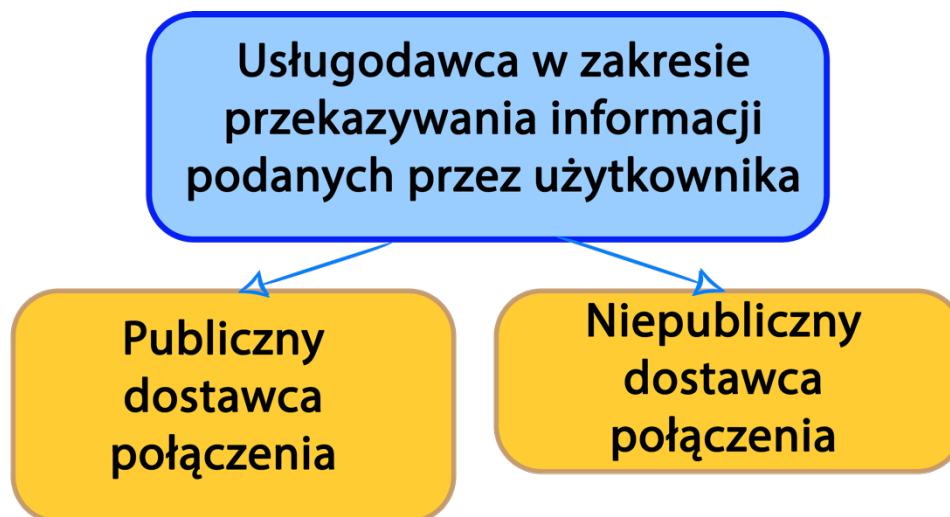 Usługodawca w zakresie
przekazywania informacji
podanych przez użytkownika
Publiczny
dostawca
połączenia
Niepubliczny
dostawca
połączenia